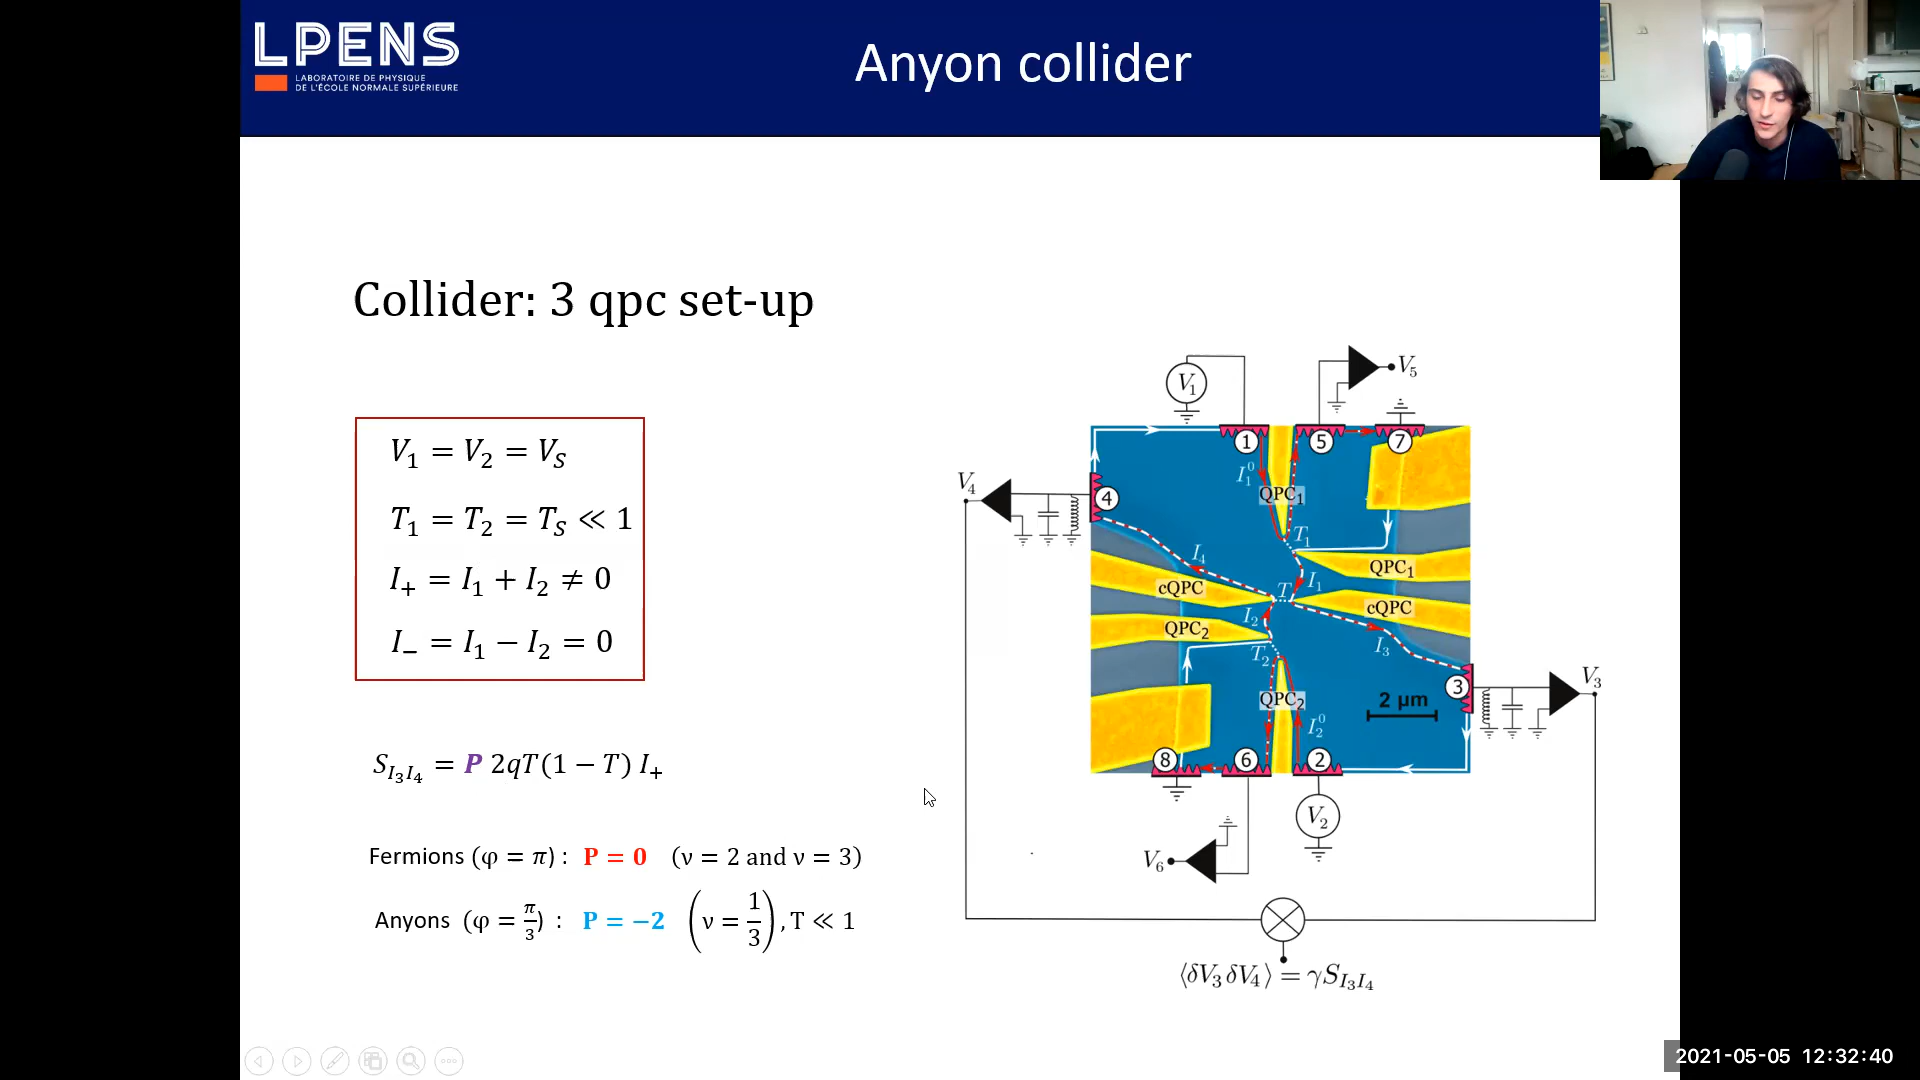 LPENS
LABORATOIRE DE PHYSIQUE
DE L'ÉCOLE NORMALE SUPÉRIEURE
Anyon collider
Collider: 3 qpc set-up
V₁ = V₂ = V_S
T₁ = T₂ = T_S ≪ 1
I₊ = I₁ + I₂ ≠ 0
I₋ = I₁ − I₂ = 0
S_{I₃I₄} = P 2qT(1 − T) I₊
Fermions (φ = π) : P = 0 (ν = 2 and ν = 3)
Anyons (φ = π/3) : P = −2 (ν = 1/3), T ≪ 1
V₁
V₅
1
5
7
I₁⁰
QPC₁
V₄
4
T₁
I₄
I₁
QPC₁
cQPC
T
cQPC
I₂
QPC₂
T₂
I₃
3
V₃
QPC₂
2 μm
I₂⁰
8
6
2
V₂
V₆
⟨δV₃ δV₄⟩ = γS_{I₃I₄}
2021-05-05 12:32:40